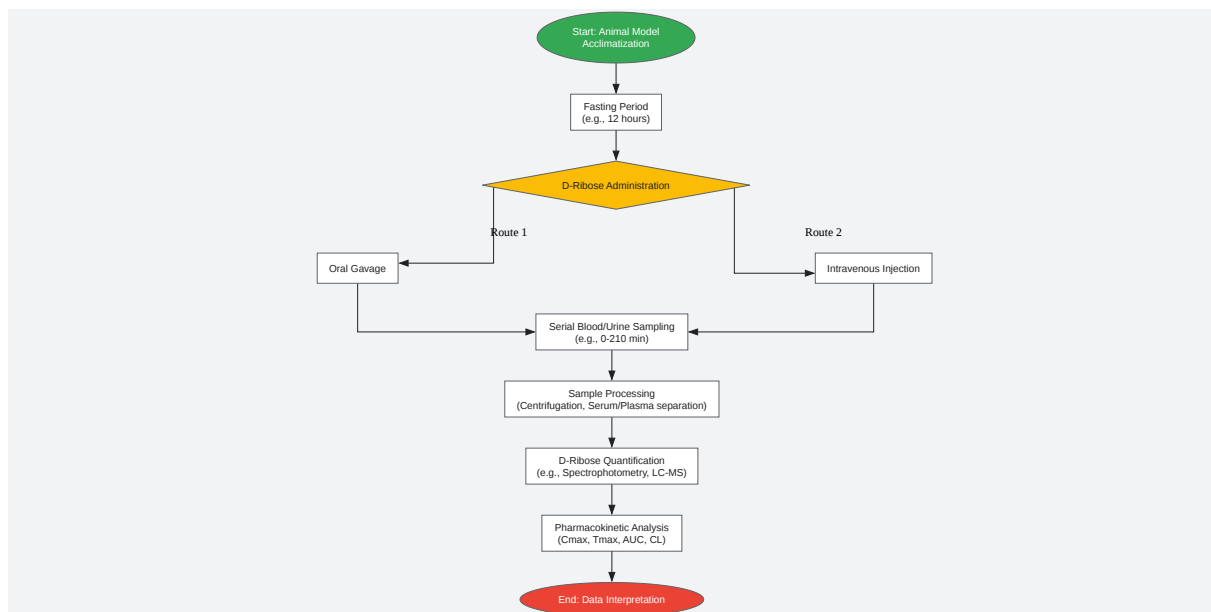 Start: Animal Model
Acclimatization
Fasting Period
(e.g., 12 hours)
D-Ribose Administration
Route 1
Route 2
Oral Gavage
Intravenous Injection
Serial Blood/Urine Sampling
(e.g., 0-210 min)
Sample Processing
(Centrifugation, Serum/Plasma separation)
D-Ribose Quantification
(e.g., Spectrophotometry, LC-MS)
Pharmacokinetic Analysis
(Cmax, Tmax, AUC, CL)
End: Data Interpretation